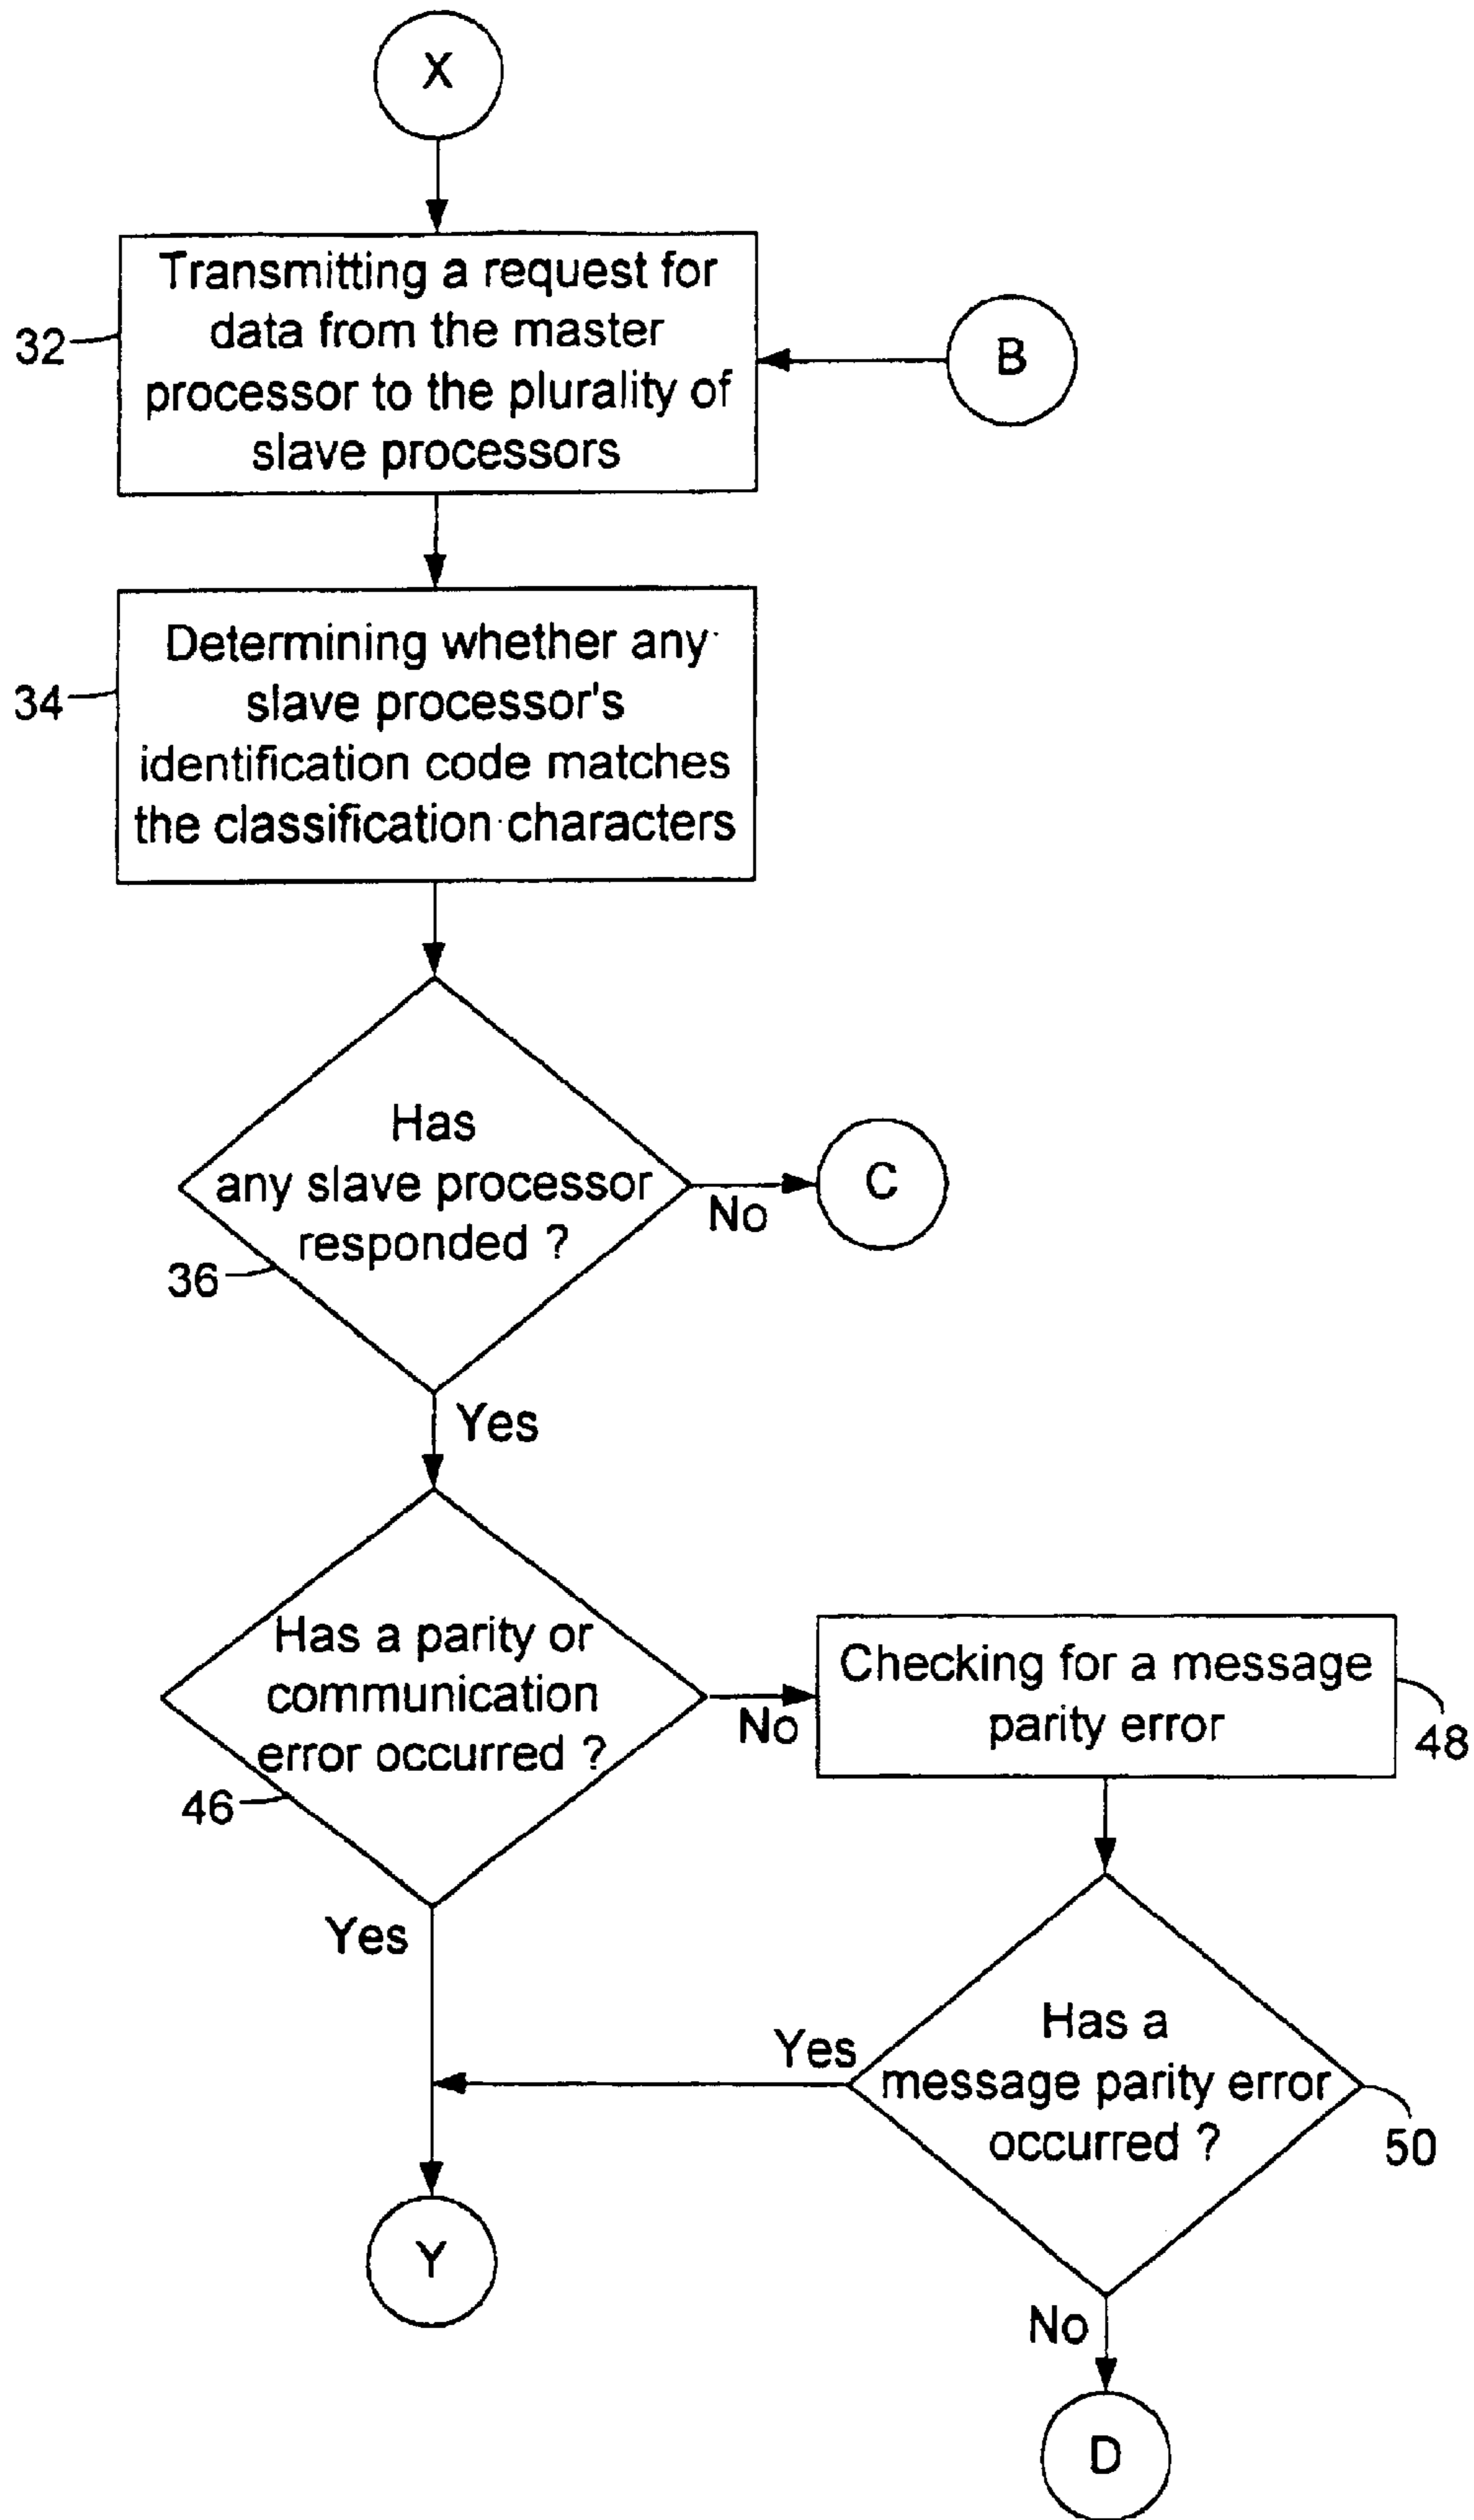 X
Transmitting a request for
data from the master
processor to the plurality of
slave processors
32
B
Determining whether any
slave processor's
identification code matches
the classification characters
34
Has
any slave processor
responded ?
36
No
C
Yes
Has a parity or
communication
error occurred ?
46
No
Checking for a message
parity error
48
Yes
Has a
message parity error
occurred ?
50
Yes
Y
No
D